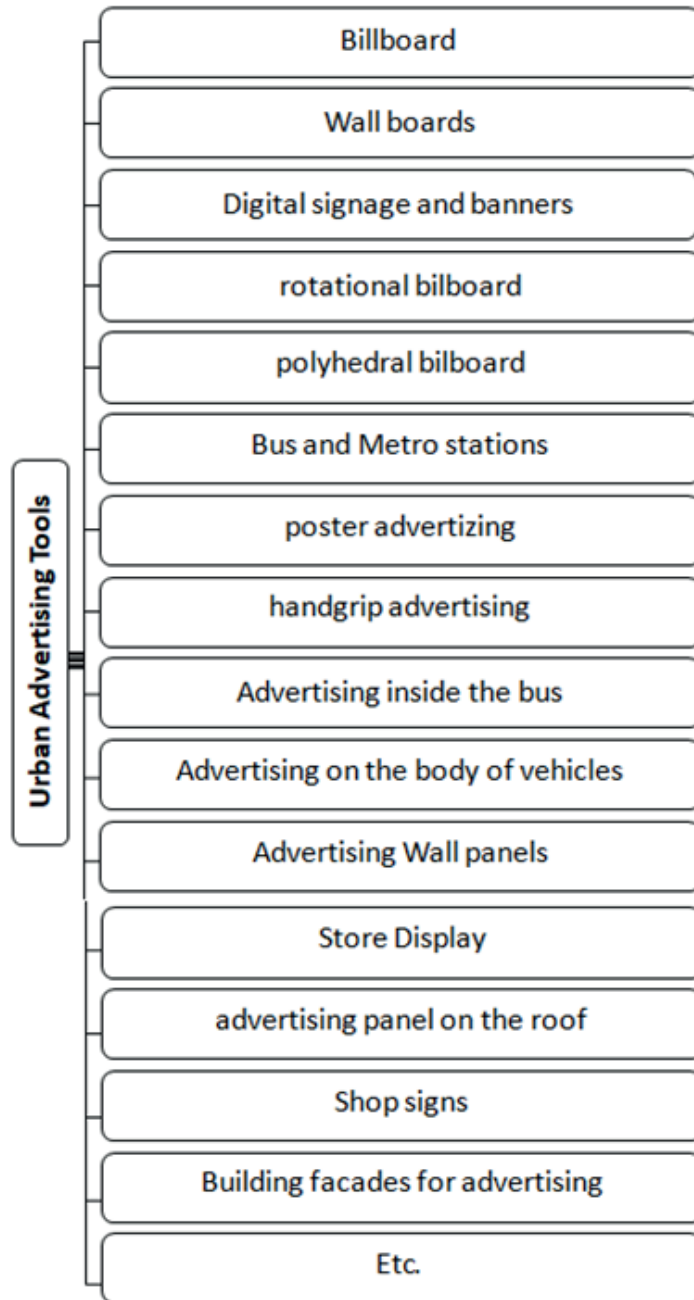 Urban Advertising Tools
Billboard
Wall boards
Digital signage and banners
rotational bilboard
polyhedral bilboard
Bus and Metro stations
poster advertizing
handgrip advertising
Advertising inside the bus
Advertising on the body of vehicles
Advertising Wall panels
Store Display
advertising panel on the roof
Shop signs
Building facades for advertising
Etc.